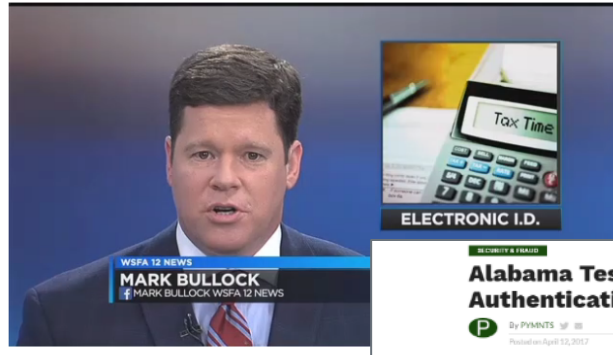 Tax Time
ELECTRONIC I.D.
WSFA 12 NEWS
MARK BULLOCK
f MARK BULLOCK WSFA 12 NEWS
SECURITY & FRAUD
Alabama Tes
Authenticati
P
By PYMNTS
Posted on April 12, 2017